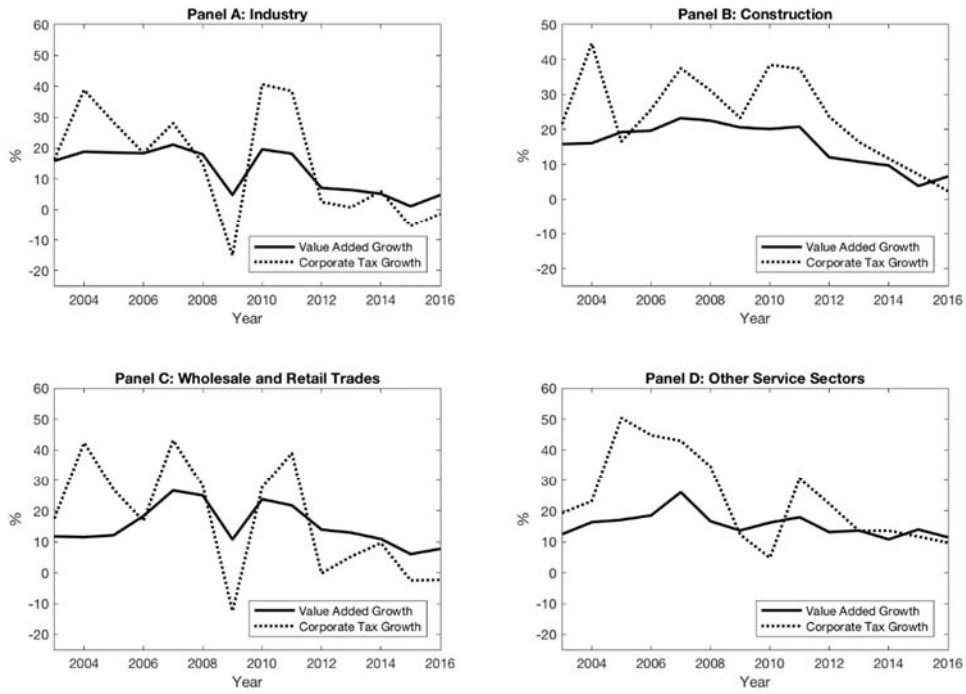 Panel A: Industry
60
50
40
30
20
10
0
-10
-20
%
Value Added Growth
Corporate Tax Growth
2004 2006 2008 2010 2012 2014 2016
Year
Panel B: Construction
50
40
30
20
10
0
-10
-20
%
Value Added Growth
Corporate Tax Growth
2004 2006 2008 2010 2012 2014 2016
Year
Panel C: Wholesale and Retail Trades
60
50
40
30
20
10
0
-10
-20
%
Value Added Growth
Corporate Tax Growth
2004 2006 2008 2010 2012 2014 2016
Year
Panel D: Other Service Sectors
60
50
40
30
20
10
0
-10
-20
%
Value Added Growth
Corporate Tax Growth
2004 2006 2008 2010 2012 2014 2016
Year